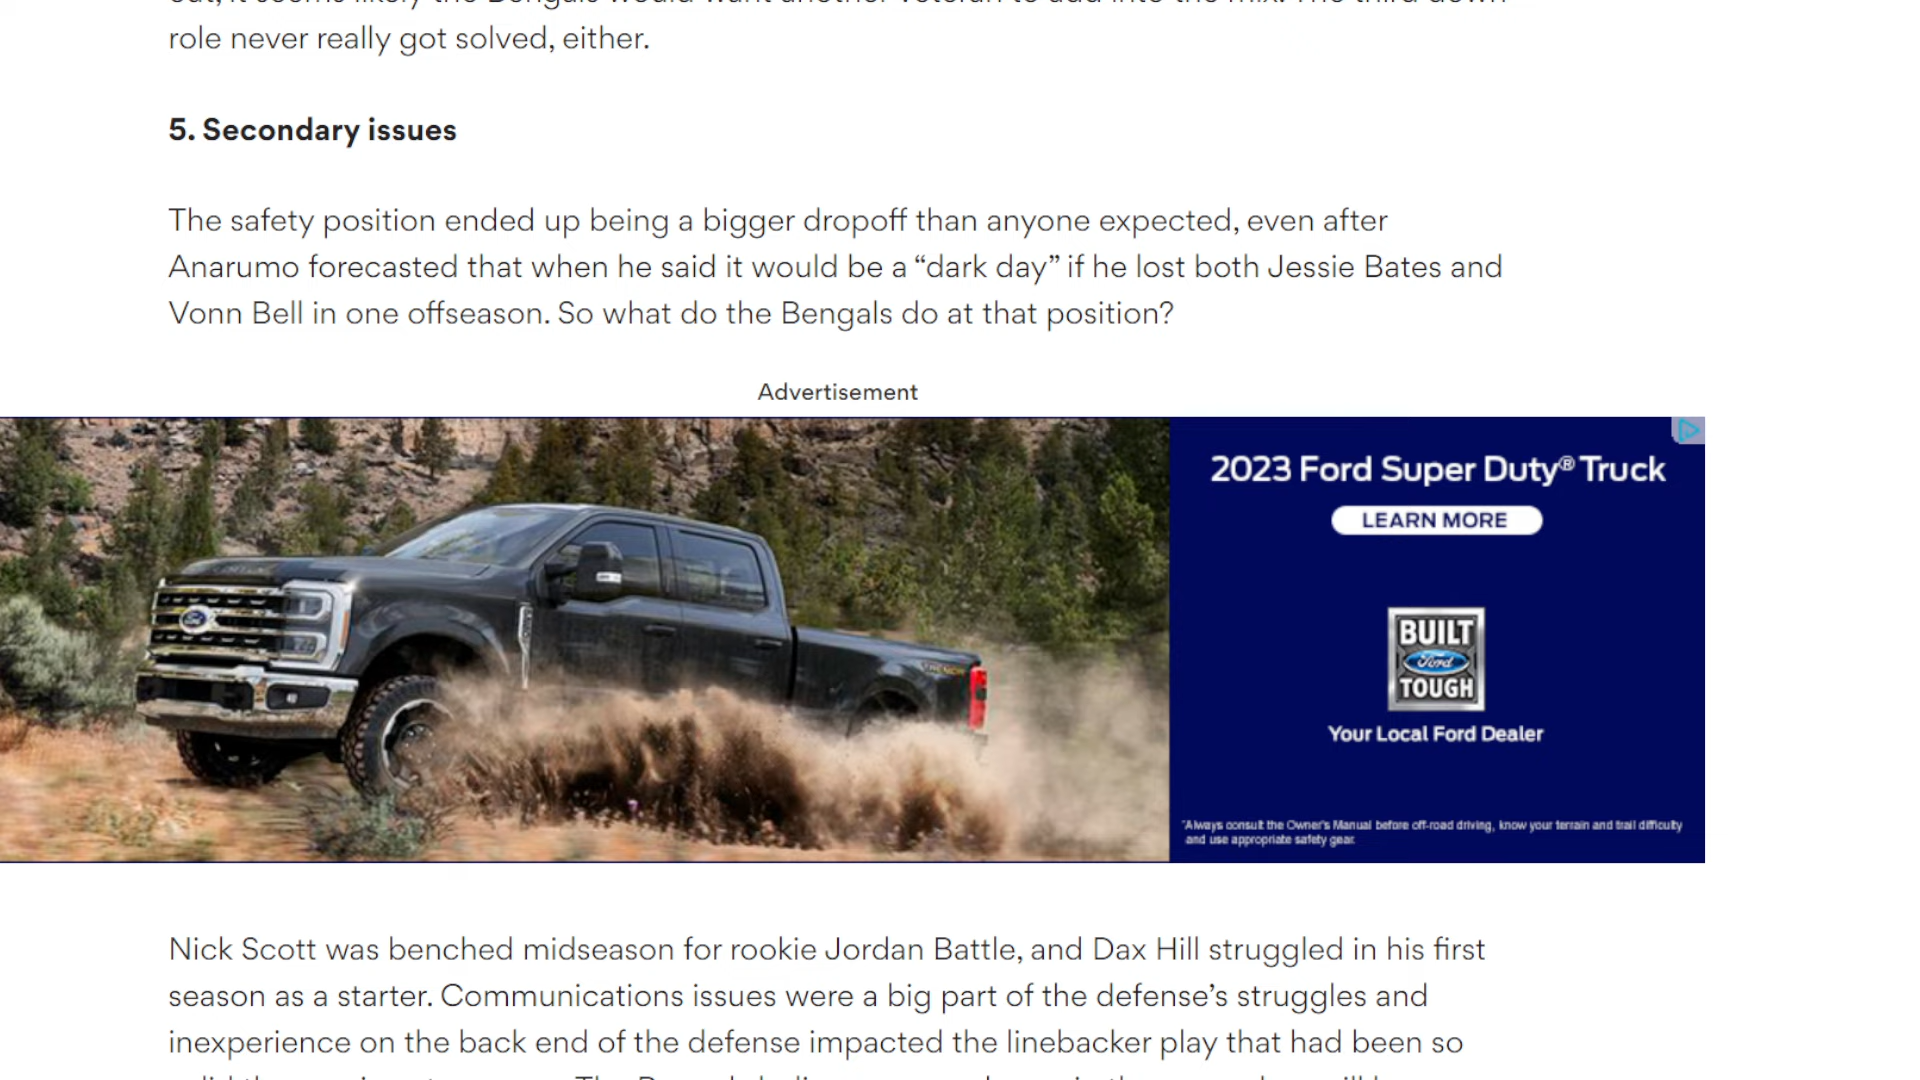 role never really got solved, either.
5. Secondary issues
The safety position ended up being a bigger dropoff than anyone expected, even after
Anarumo forecasted that when he said it would be a “dark day” if he lost both Jessie Bates and
Vonn Bell in one offseason. So what do the Bengals do at that position?
Advertisement
2023 Ford Super Duty® Truck
LEARN MORE
BUILT
Ford
TOUGH
Your Local Ford Dealer
*Always consult the Owner's Manual before off-road driving, know your terrain and trail difficulty
and use appropriate safety gear.
Nick Scott was benched midseason for rookie Jordan Battle, and Dax Hill struggled in his first
season as a starter. Communications issues were a big part of the defense’s struggles and
inexperience on the back end of the defense impacted the linebacker play that had been so